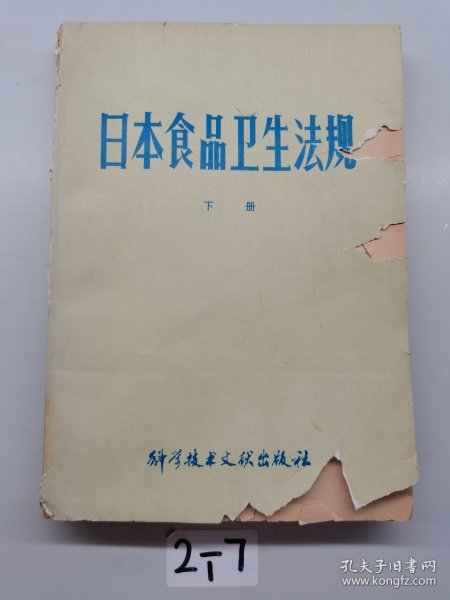 日本食品卫生法规
下册
科学技术文献出版社
2-1-7
孔夫子旧书网
www.kongfz.com